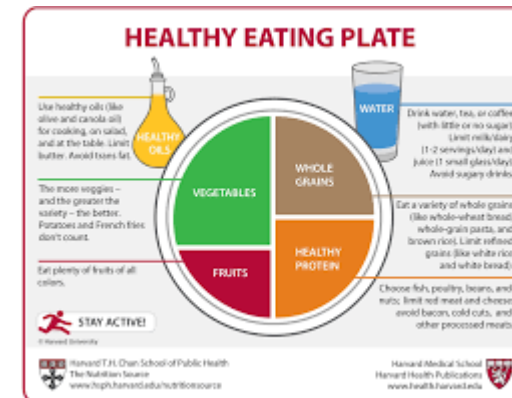 HEALTHY EATING PLATE
Use healthy oils (like
olive and canola oil)
for cooking, on salad,
and at the table. Limit
butter. Avoid trans fat.
HEALTHY
OILS
The more veggies –
and the greater the
variety – the better.
Potatoes and French fries
don't count.
Eat plenty of fruits of all
colors.
STAY ACTIVE!
© Harvard University
VEGETABLES
FRUITS
WHOLE
GRAINS
HEALTHY
PROTEIN
WATER
Drink water, tea, or coffee
(with little or no sugar)
Limit milk/dairy
(1-2 servings/day) and
juice (1 small glass/day)
Avoid sugary drinks
Eat a variety of whole grains
(like whole-wheat bread,
whole-grain pasta, and
brown rice). Limit refined
grains (like white rice
and white bread)
Choose fish, poultry, beans, and
nuts; limit red meat and cheese
avoid bacon, cold cuts, and
other processed meats
Harvard T.H. Chan School of Public Health
The Nutrition Source
www.hsph.harvard.edu/nutritionsource
Harvard Medical School
Harvard Health Publications
www.health.harvard.edu